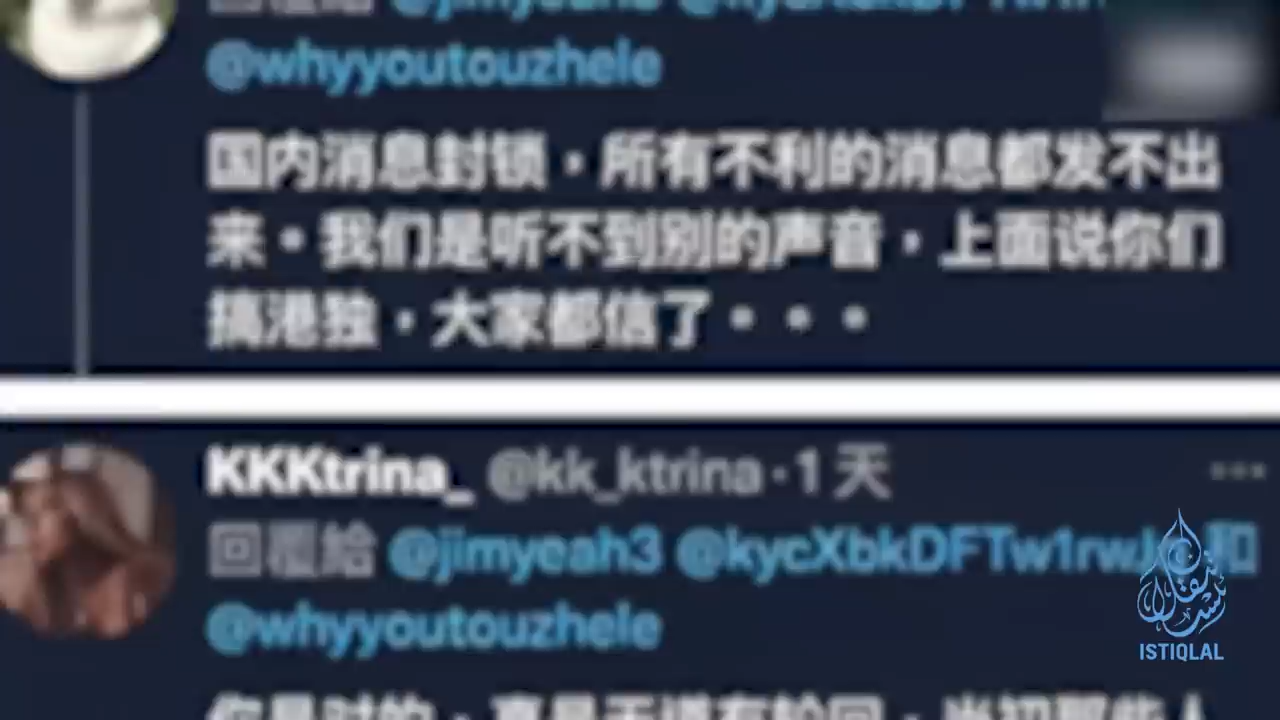 @whyyoutouzhele
国内消息封锁，所有不利的消息都发不出
来。我们是听不到别的声音，上面说你们
搞港独，大家都信了。。。
KKKtrina_ @kk_ktrina·1 天
回覆給 @jimyeah3 和
@whyyoutouzhele
ISTIQLAL